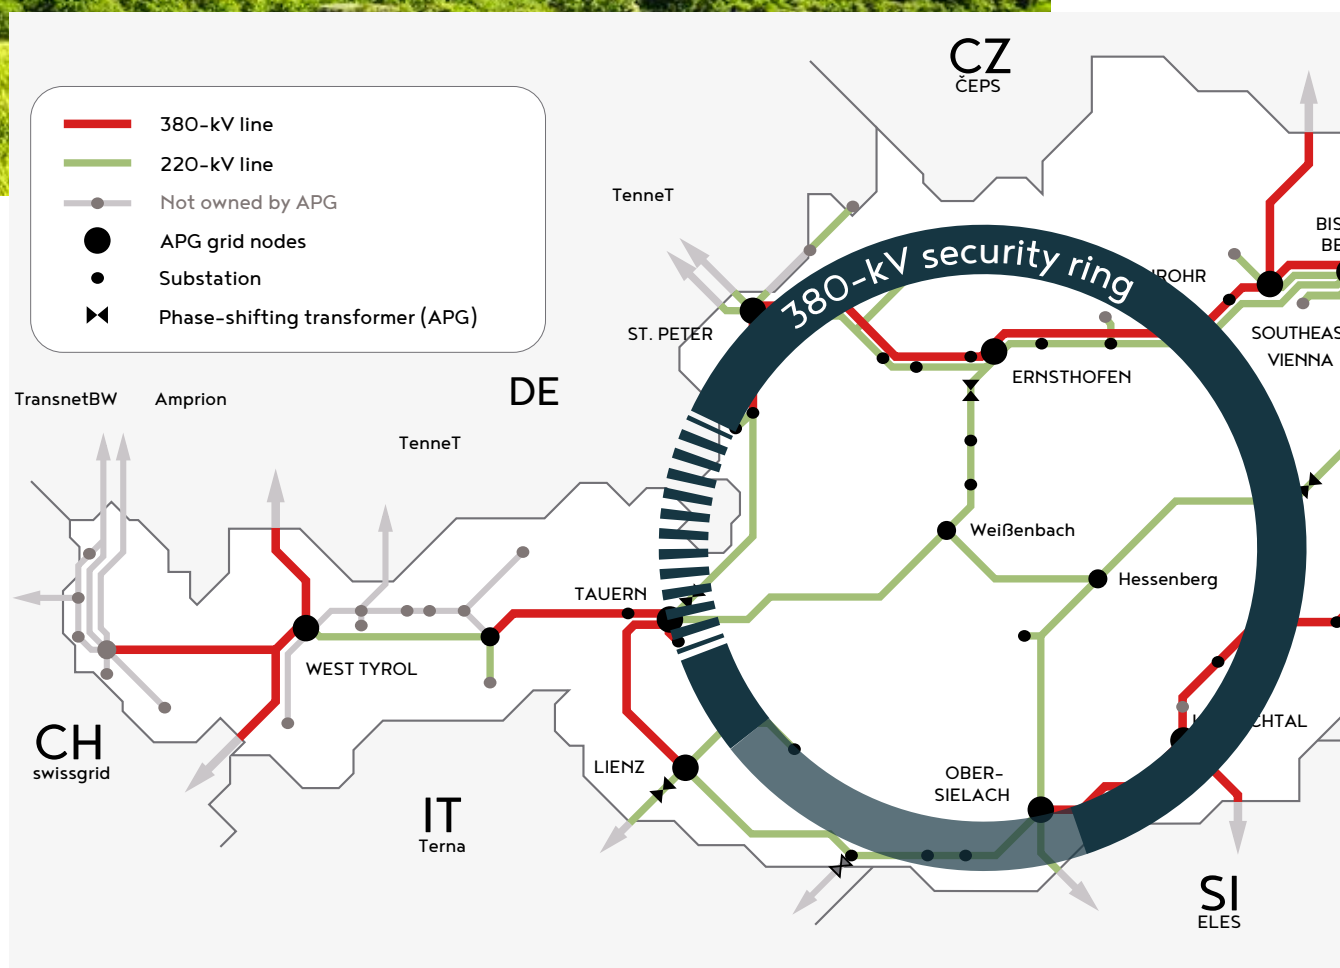 CZ
ČEPS
380-kV line
220-kV line
Not owned by APG
APG grid nodes
Substation
Phase-shifting transformer (APG)
TenneT
380-kV security ring
ST. PETER
VIENNA
ERNSTHOFEN
DE
TransnetBW
Amprion
TenneT
Weißenbach
Hessenberg
TAUERN
WEST TYROL
CH
swissgrid
LIENZ
OBER-
SIELACH
IT
Terna
SI
ELES